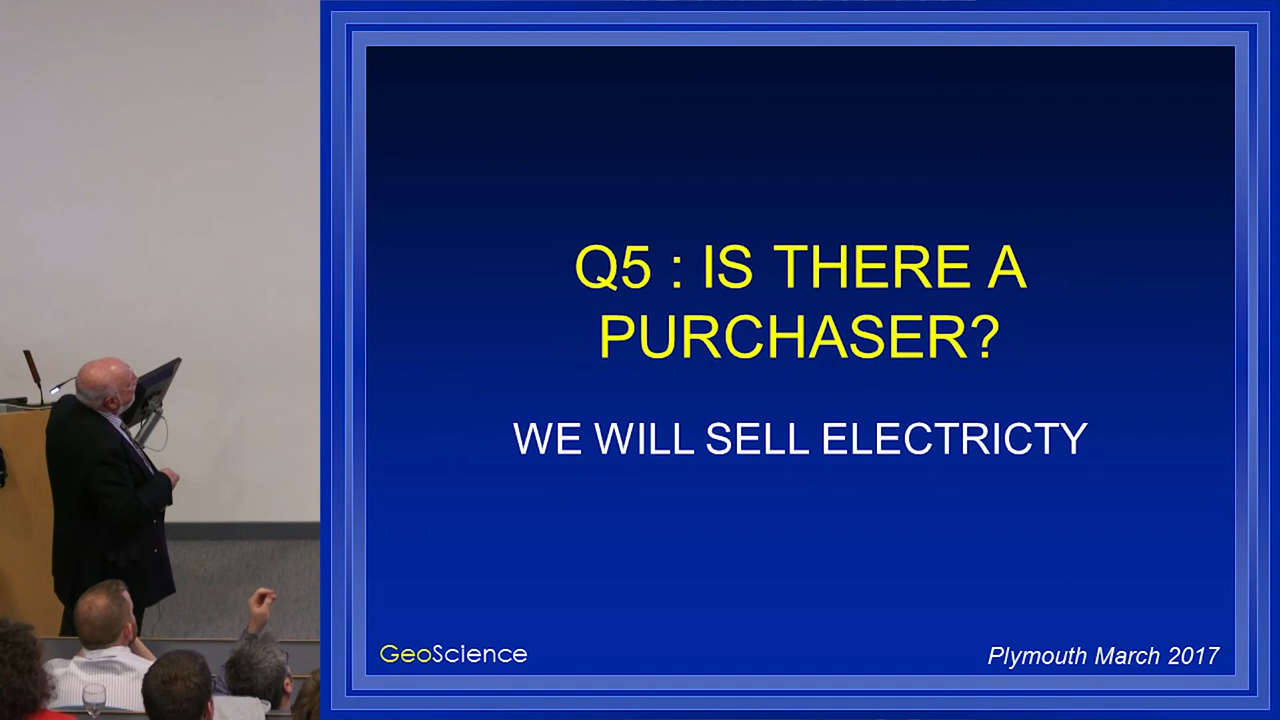 Q5 : IS THERE A
PURCHASER?
WE WILL SELL ELECTRICTY
GeoScience
Plymouth March 2017